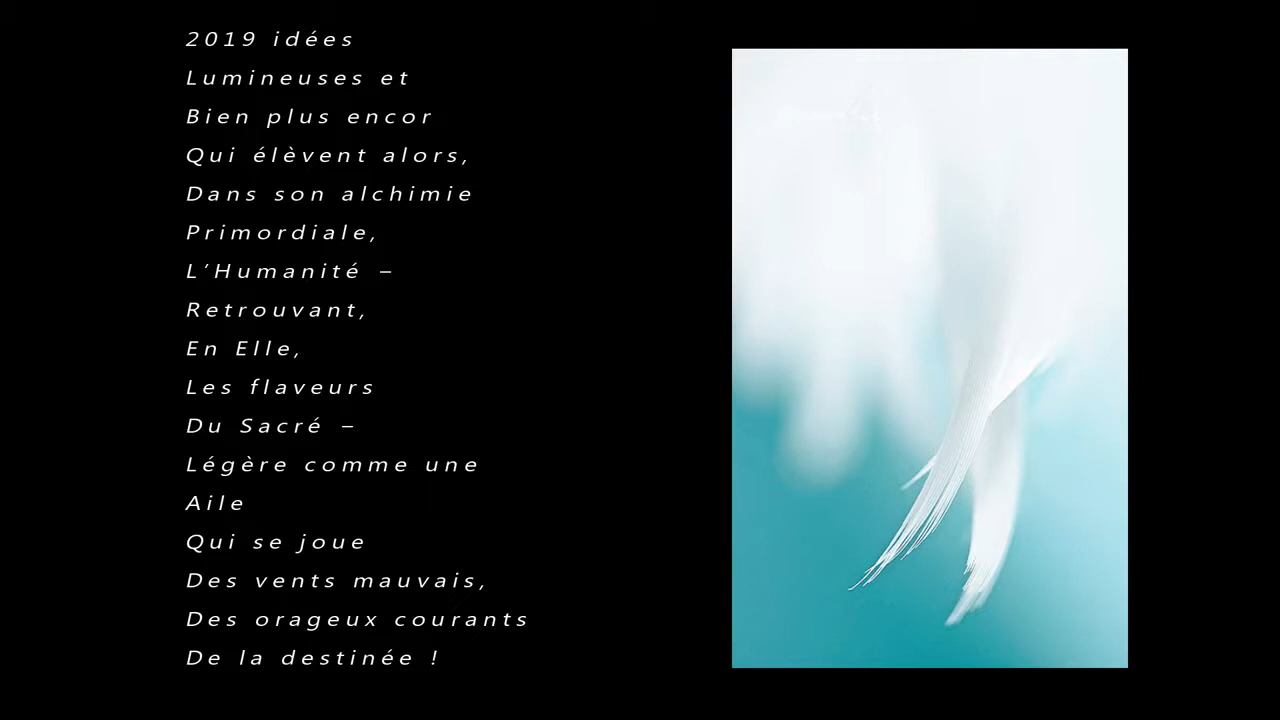 2019 idées
Lumineuses et
Bien plus encor
Qui élèvent alors,
Dans son alchimie
Primordiale,
L’Humanité –
Retrouvant,
En Elle,
Les flaveurs
Du Sacré –
Légère comme une
Aile
Qui se joue
Des vents mauvais,
Des orageux courants
De la destinée !